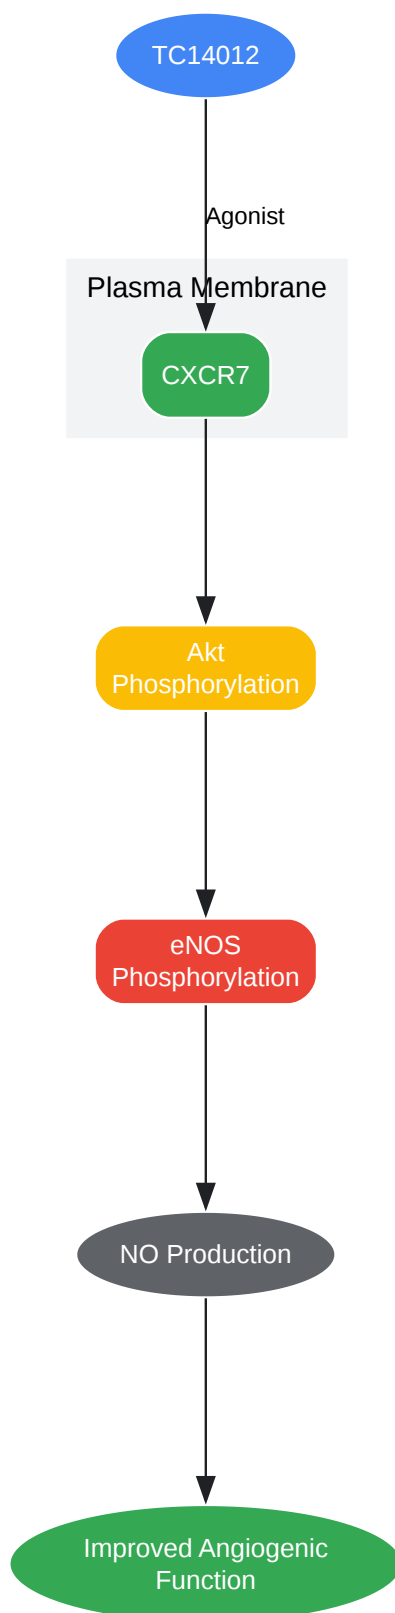 TC14012
Agonist
Plasma Membrane
CXCR7
Akt
Phosphorylation
eNOS
Phosphorylation
NO Production
Improved Angiogenic
Function